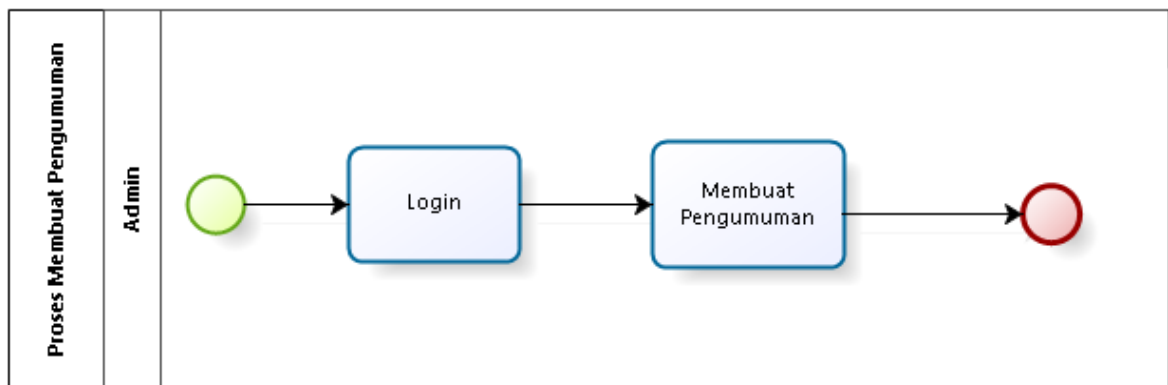 Proses Membuat Pengumuman
Admin
Login
Membuat
Pengumuman